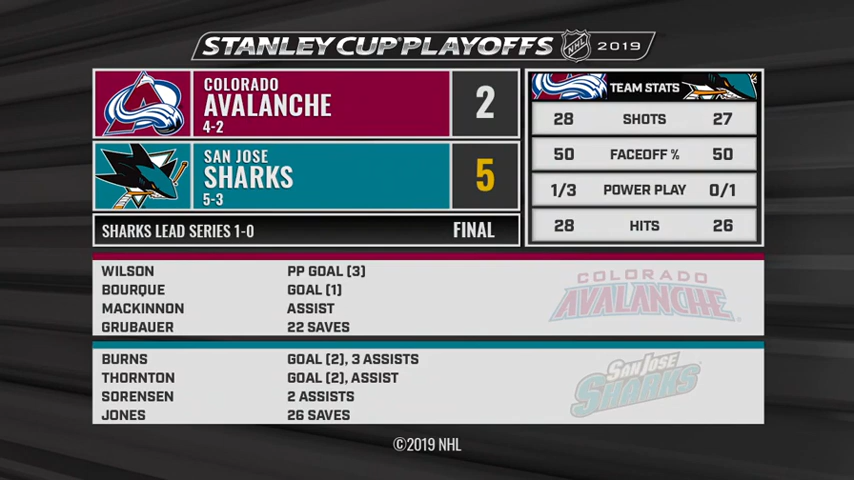 STANLEY CUP PLAYOFFS NHL 2019
COLORADO
AVALANCHE
4-2
2
SAN JOSE
SHARKS
5-3
5
SHARKS LEAD SERIES 1-0 FINAL
TEAM STATS
28 SHOTS 27
50 FACEOFF % 50
1/3 POWER PLAY 0/1
28 HITS 26
WILSON PP GOAL (3)
BOURQUE GOAL (1)
MACKINNON ASSIST
GRUBAUER 22 SAVES
COLORADO
AVALANCHE
BURNS GOAL (2), 3 ASSISTS
THORNTON GOAL (2), ASSIST
SORENSEN 2 ASSISTS
JONES 26 SAVES
SAN JOSE
SHARKS
©2019 NHL